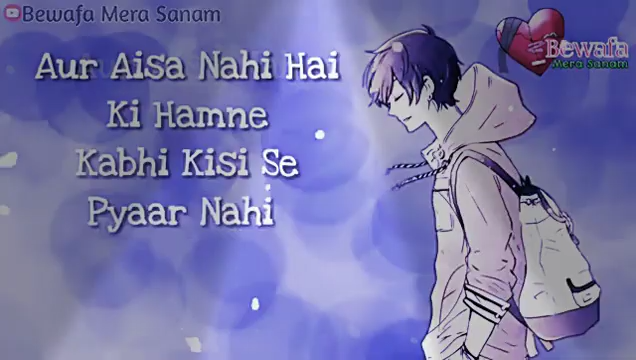 Bewafa Mera Sanam
Bewafa
Mera Sanam
Aur Aisa Nahi Hai
Ki Hamne
Kabhi Kisi Se
Pyaar Nahi